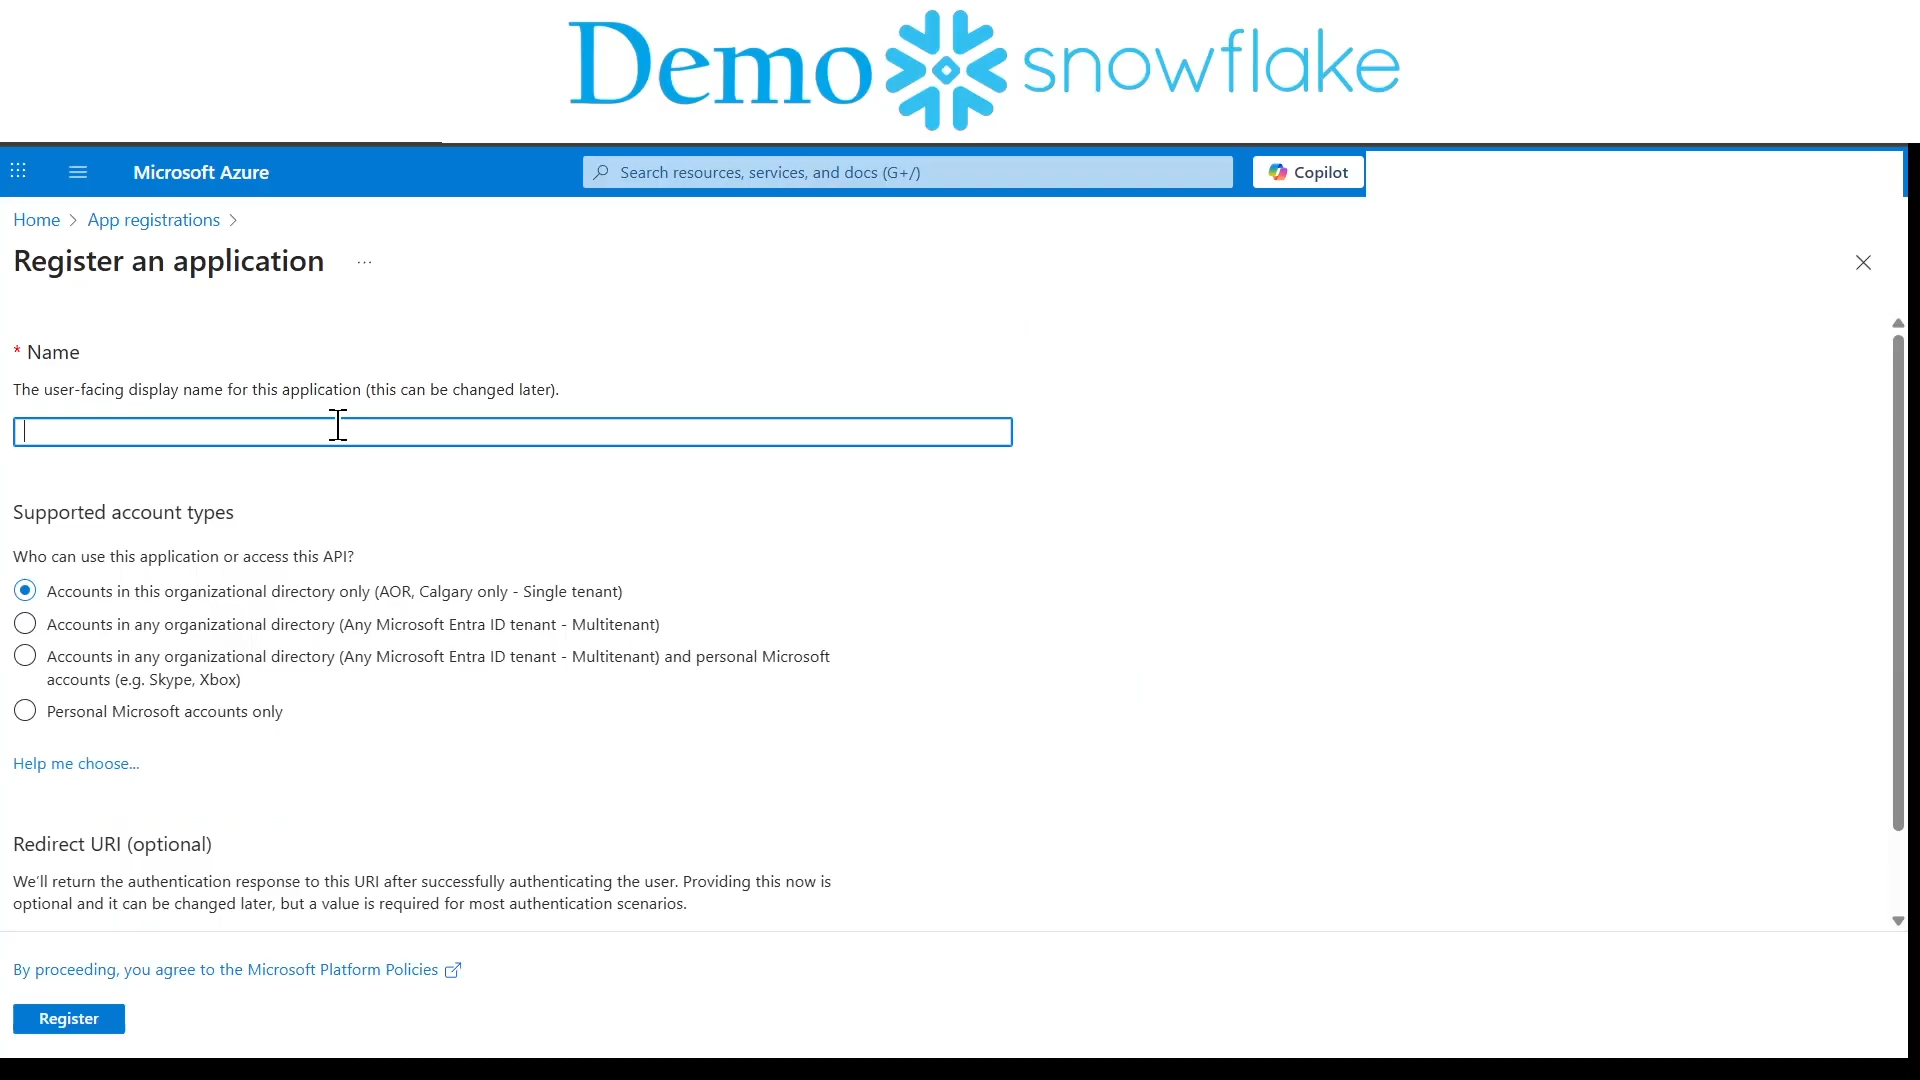 Demo snowflake
Microsoft Azure
Search resources, services, and docs (G+/)
Copilot
Home > App registrations >
Register an application ...
* Name
The user-facing display name for this application (this can be changed later).
Supported account types
Who can use this application or access this API?
Accounts in this organizational directory only (AOR, Calgary only - Single tenant)
Accounts in any organizational directory (Any Microsoft Entra ID tenant - Multitenant)
Accounts in any organizational directory (Any Microsoft Entra ID tenant - Multitenant) and personal Microsoft
accounts (e.g. Skype, Xbox)
Personal Microsoft accounts only
Help me choose...
Redirect URI (optional)
We'll return the authentication response to this URI after successfully authenticating the user. Providing this now is
optional and it can be changed later, but a value is required for most authentication scenarios.
By proceeding, you agree to the Microsoft Platform Policies
Register